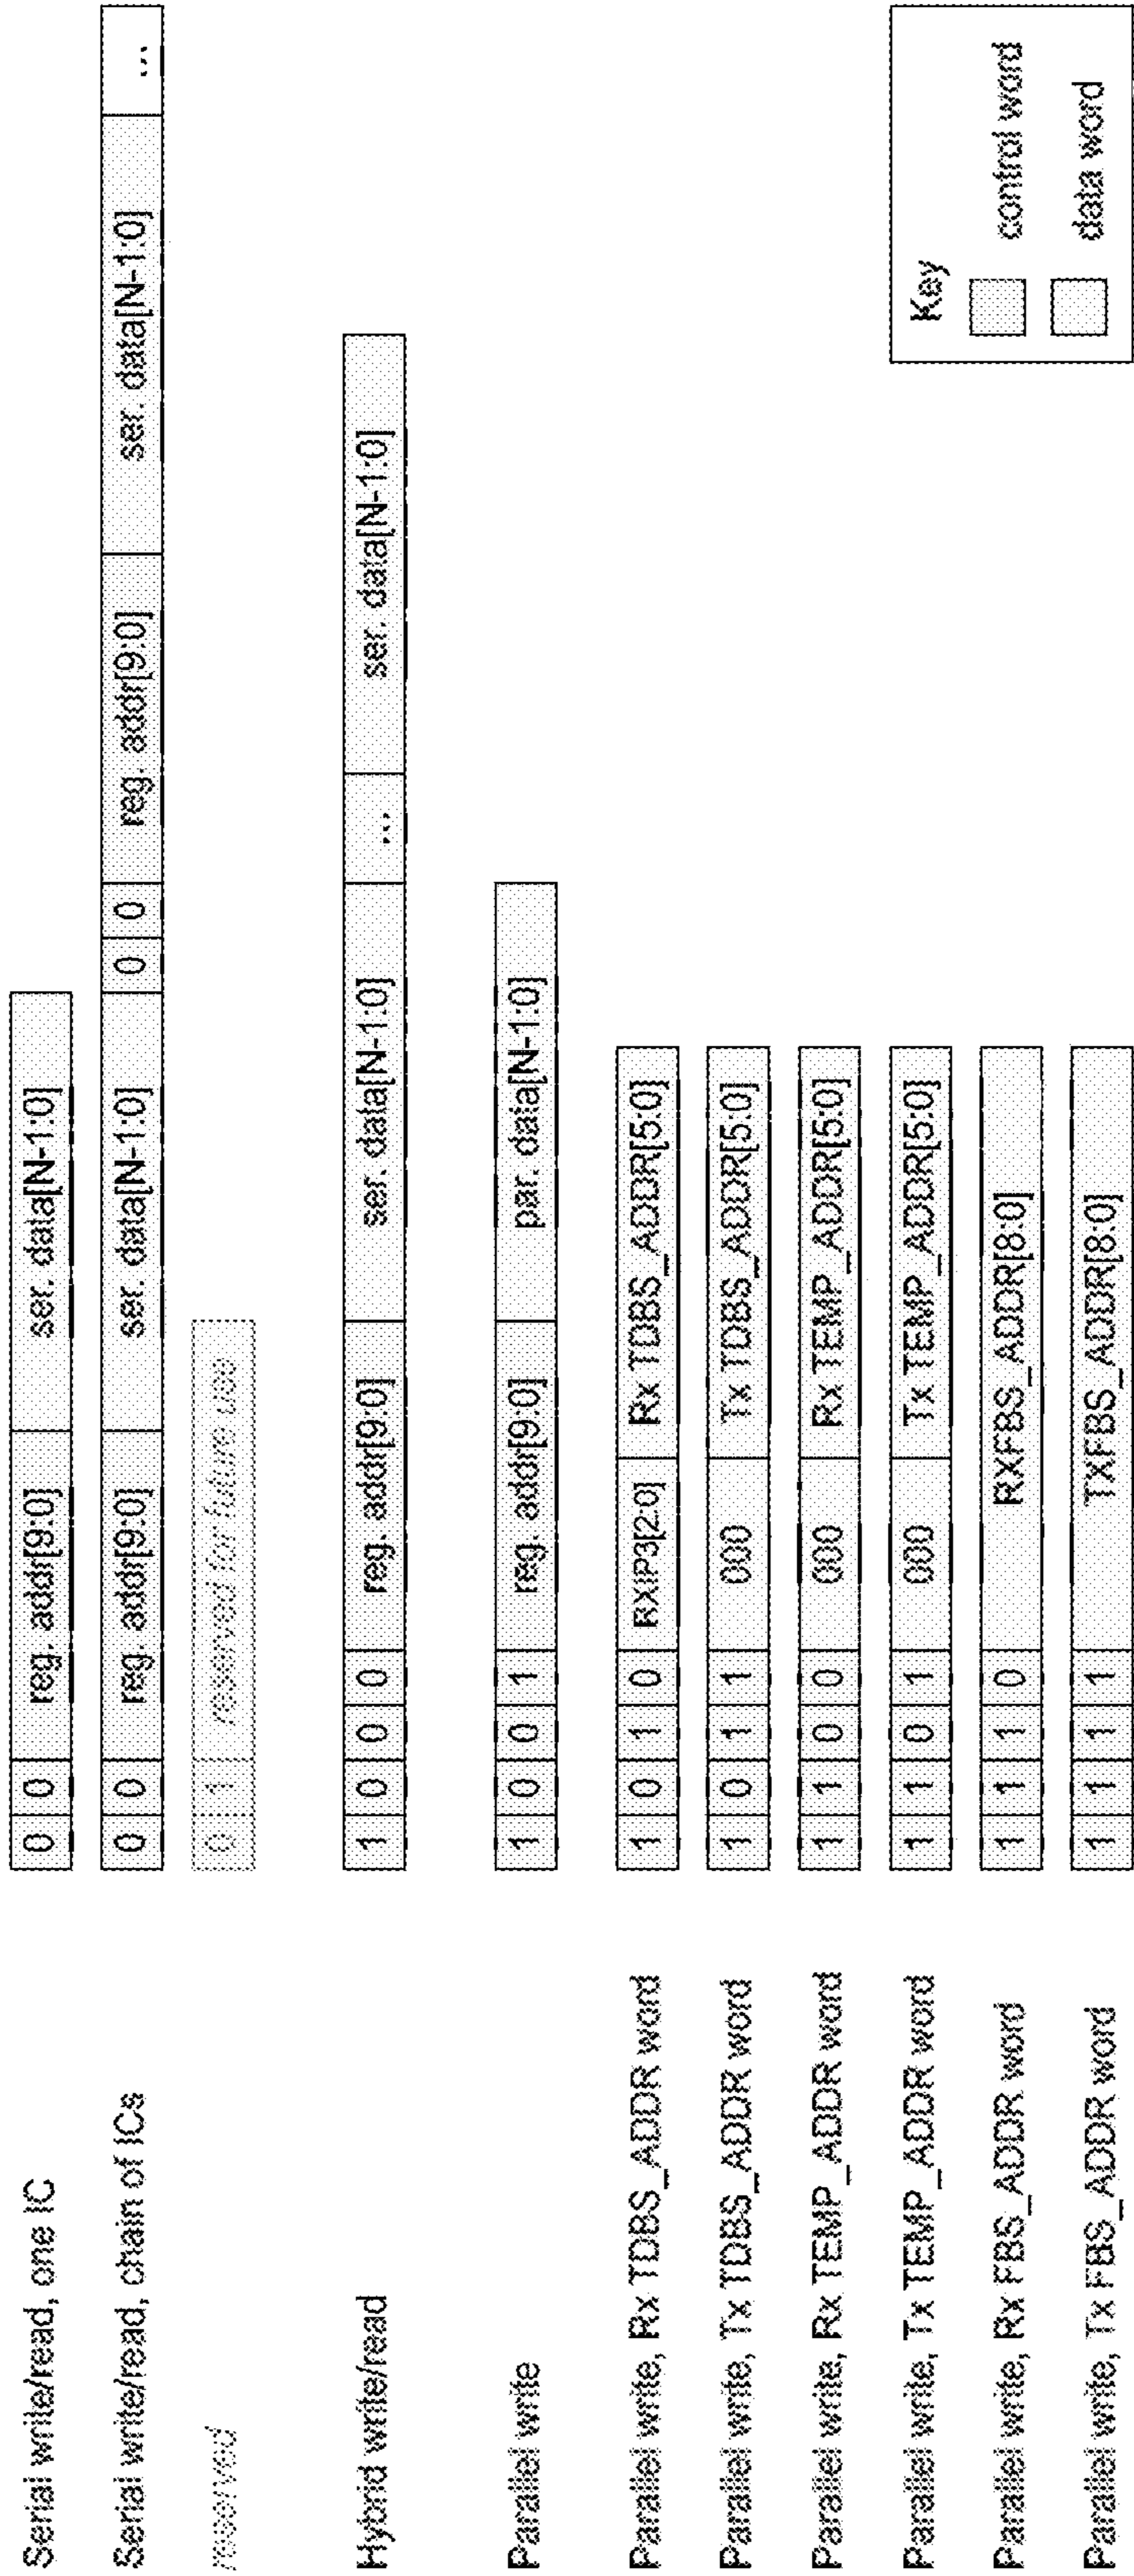 Serial write/read, one IC 0 0 reg. addr[9:0] ser. data[N-1:0]
Serial write/read, chain of ICs 0 0 reg. addr[9:0] ser. data[N-1:0] 0 0 reg. addr[9:0] ser. data[N-1:0] ...
reserved 0 1 reserved for future use
Hybrid write/read 1 0 0 0 reg. addr[9:0] ser. data[N-1:0] ... ser. data[N-1:0]
Parallel write 1 0 0 1 reg. addr[9:0] par. data[N-1:0]
Parallel write, Rx TDBS_ADDR word 1 0 1 0 RXIP3[2:0] Rx TDBS_ADDR[5:0]
Parallel write, Tx TDBS_ADDR word 1 0 1 1 000 Tx TDBS_ADDR[5:0]
Parallel write, Rx TEMP_ADDR word 1 1 0 0 000 Rx TEMP_ADDR[5:0]
Parallel write, Tx TEMP_ADDR word 1 1 0 1 000 Tx TEMP_ADDR[5:0]
Parallel write, Rx FBS_ADDR word 1 1 1 0 RXFBS_ADDR[8:0]
Parallel write, Tx FBS_ADDR word 1 1 1 1 TXFBS_ADDR[8:0]
Key
control word
data word